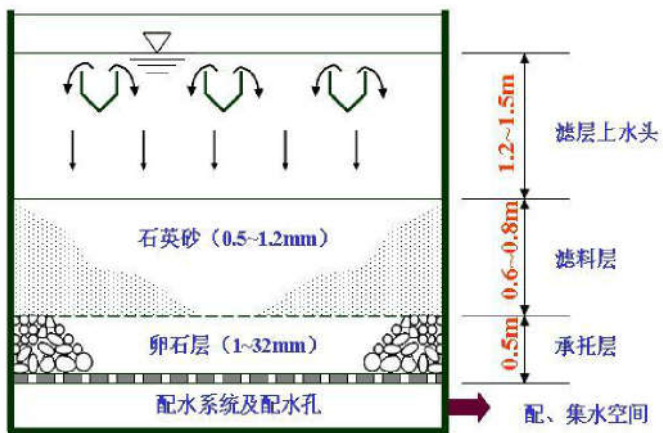 1.2~1.5m
滤层上水头
石英砂（0.5~1.2mm）
0.6~0.8m
滤料层
卵石层（1~32mm）
0.5m
承托层
配水系统及配水孔
配、集水空间